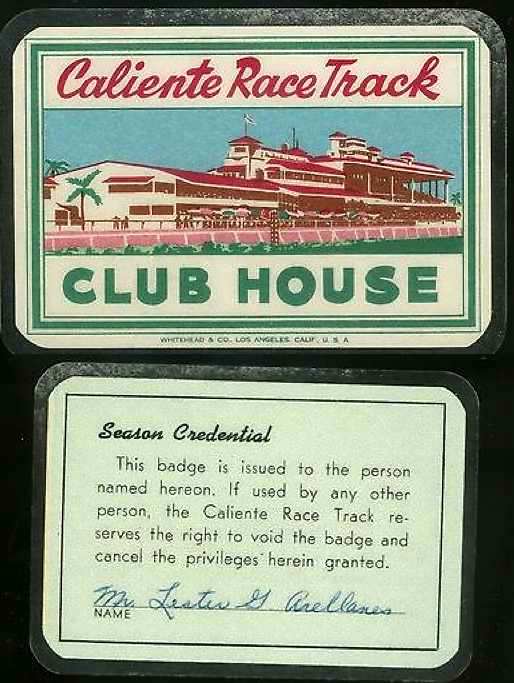 Caliente Race Track
CLUB HOUSE
WHITEHEAD & CO., LOS ANGELES, CALIF., U. S. A
Season Credential
This badge is issued to the person
named hereon. If used by any other
person, the Caliente Race Track re-
serves the right to void the badge and
cancel the privileges herein granted.
Mr. Lester G Arellanes
NAME